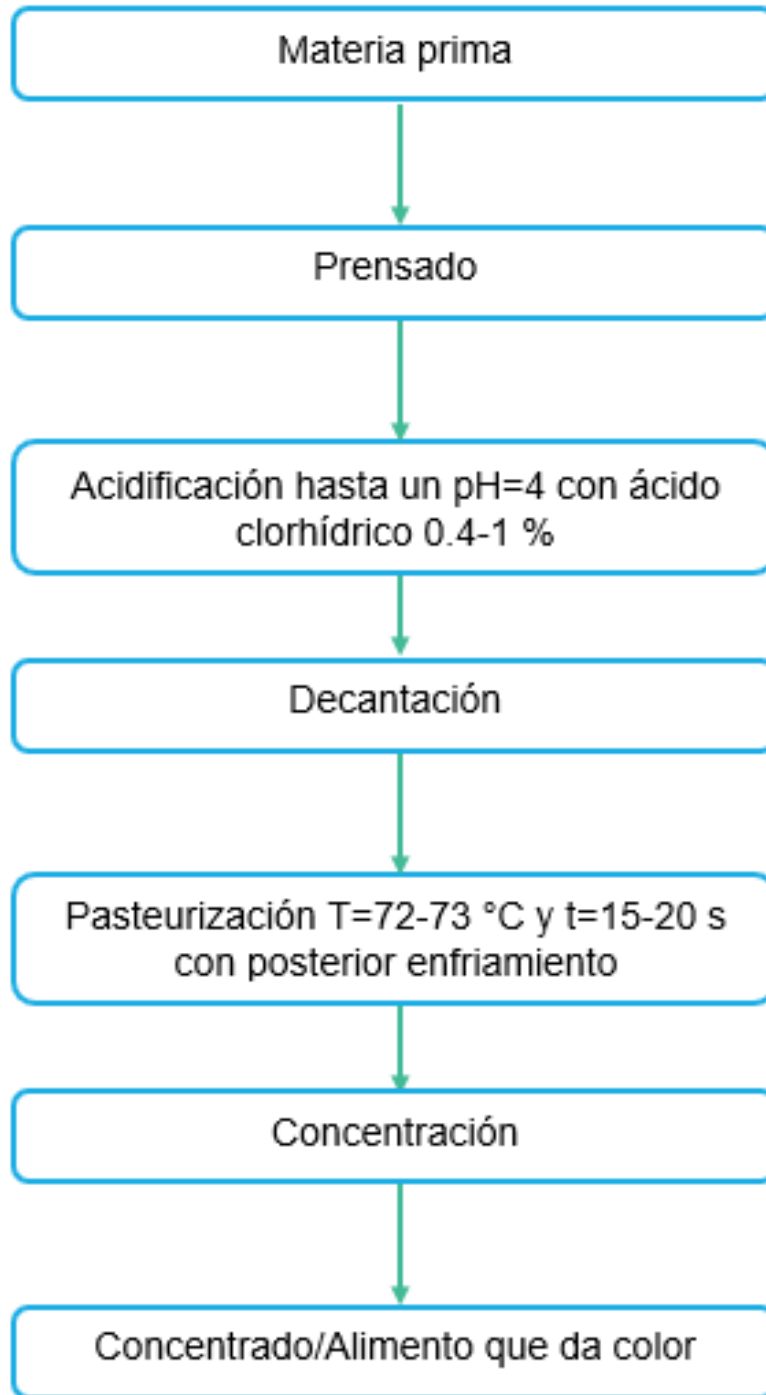 Materia prima
Prensado
Acidificación hasta un pH=4 con ácido
clorhídrico 0.4-1 %
Decantación
Pasteurización T=72-73 °C y t=15-20 s
con posterior enfriamiento
Concentración
Concentrado/Alimento que da color